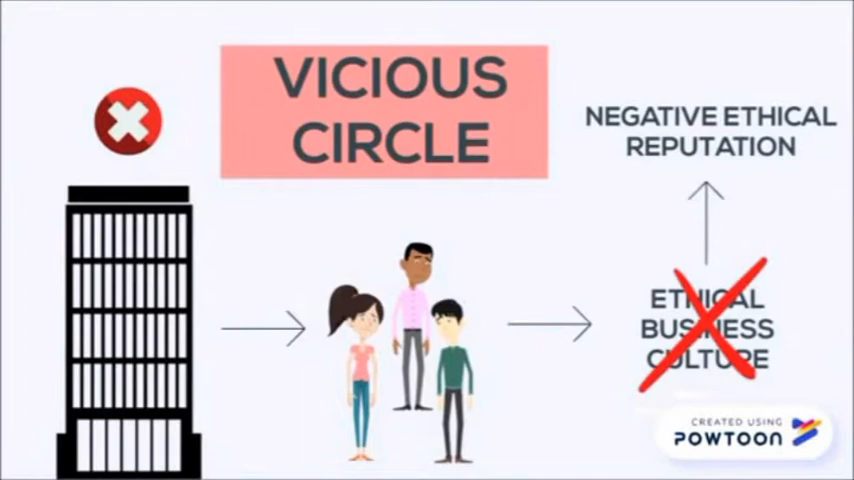 VICIOUS
CIRCLE
NEGATIVE ETHICAL
REPUTATION
ETHICAL
BUSINESS
CULTURE
CREATED USING
POWTOON